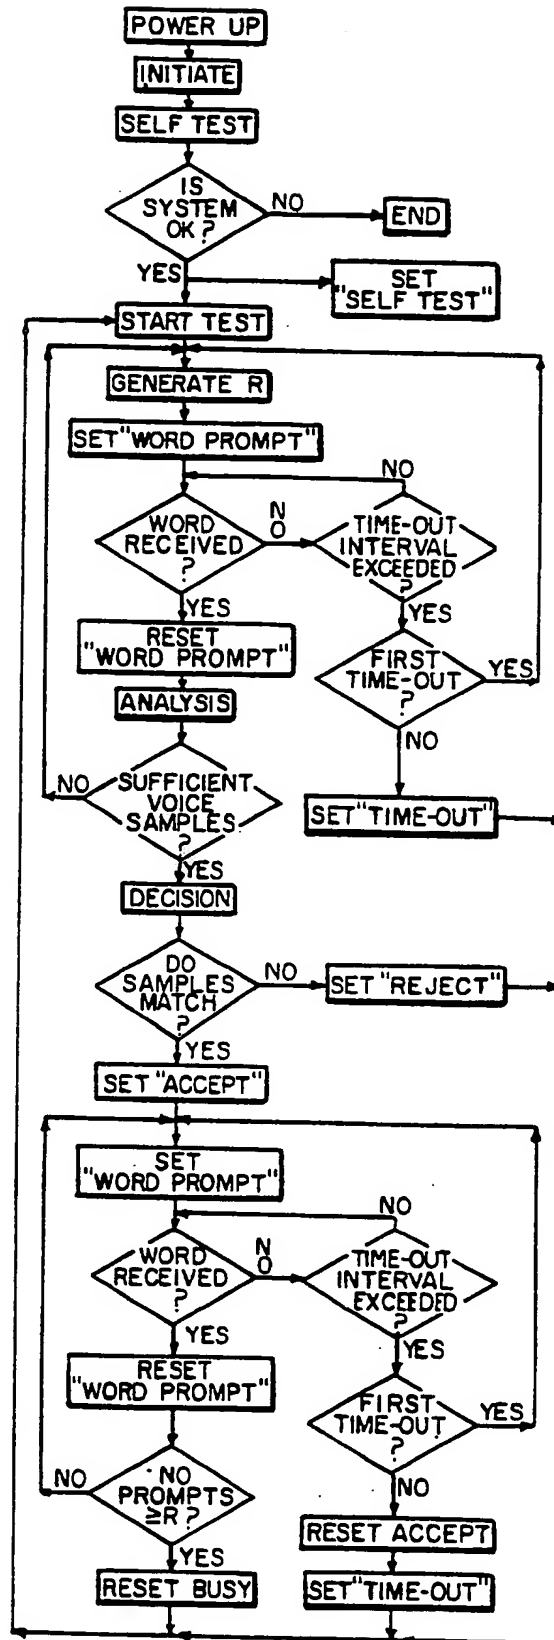 POWER UP
INITIATE
SELF TEST
IS
SYSTEM
OK?
NO
END
YES
SET
"SELF TEST"
START TEST
GENERATE R
SET "WORD PROMPT"
NO
WORD
RECEIVED
?
NO
TIME-OUT
INTERVAL
EXCEEDED
?
YES
YES
RESET
"WORD PROMPT"
FIRST
TIME-OUT
?
YES
ANALYSIS
NO
NO
SUFFICIENT
VOICE
SAMPLES
?
SET "TIME-OUT"
YES
DECISION
DO
SAMPLES
MATCH
?
NO
SET "REJECT"
YES
SET "ACCEPT"
SET
"WORD PROMPT"
NO
WORD
RECEIVED
?
NO
TIME-OUT
INTERVAL
EXCEEDED
?
YES
YES
RESET
"WORD PROMPT"
FIRST
TIME-OUT
?
YES
NO
NO
PROMPTS
≥R?
NO
RESET ACCEPT
YES
RESET BUSY
SET "TIME-OUT"